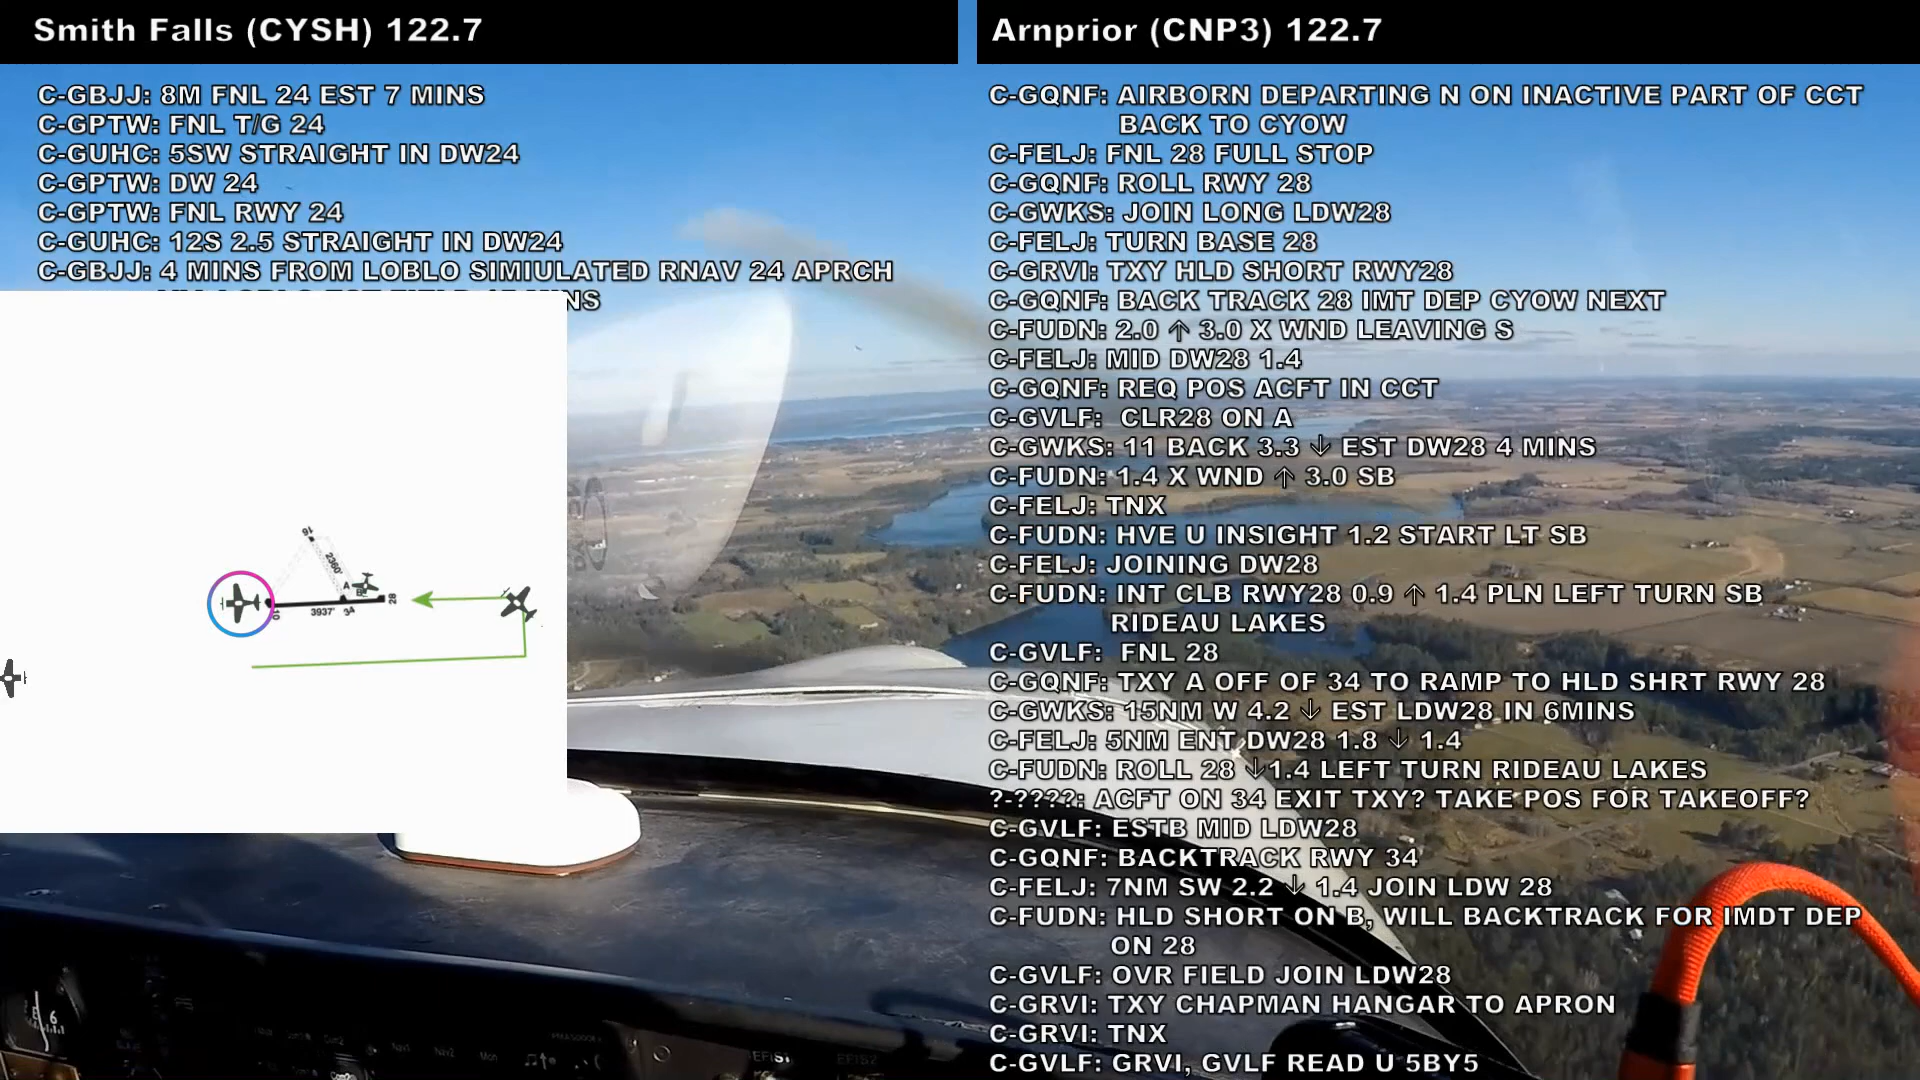 Smith Falls (CYSH) 122.7
C-GBJJ: 8M FNL 24 EST 7 MINS
C-GPTW: FNL T/G 24
C-GUHC: 5SW STRAIGHT IN DW24
C-GPTW: DW 24
C-GPTW: FNL RWY 24
C-GUHC: 12S 2.5 STRAIGHT IN DW24
C-GBJJ: 4 MINS FROM LOBLO SIMIULATED RNAV 24 APRCH
16
2360'
A
B
28
10
3937'
34
Arnprior (CNP3) 122.7
C-GQNF: AIRBORN DEPARTING N ON INACTIVE PART OF CCT
BACK TO CYOW
C-FELJ: FNL 28 FULL STOP
C-GQNF: ROLL RWY 28
C-GWKS: JOIN LONG LDW28
C-FELJ: TURN BASE 28
C-GRVI: TXY HLD SHORT RWY28
C-GQNF: BACK TRACK 28 IMT DEP CYOW NEXT
C-FUDN: 2.0 ↑ 3.0 X WND LEAVING S
C-FELJ: MID DW28 1.4
C-GQNF: REQ POS ACFT IN CCT
C-GVLF: CLR28 ON A
C-GWKS: 11 BACK 3.3 ↓ EST DW28 4 MINS
C-FUDN: 1.4 X WND ↑ 3.0 SB
C-FELJ: TNX
C-FUDN: HVE U INSIGHT 1.2 START LT SB
C-FELJ: JOINING DW28
C-FUDN: INT CLB RWY28 0.9 ↑ 1.4 PLN LEFT TURN SB
RIDEAU LAKES
C-GVLF: FNL 28
C-GQNF: TXY A OFF OF 34 TO RAMP TO HLD SHRT RWY 28
C-GWKS: 15NM W 4.2 ↓ EST LDW28 IN 6MINS
C-FELJ: 5NM ENT DW28 1.8 ↓ 1.4
C-FUDN: ROLL 28 ↓1.4 LEFT TURN RIDEAU LAKES
?-????: ACFT ON 34 EXIT TXY? TAKE POS FOR TAKEOFF?
C-GVLF: ESTB MID LDW28
C-GQNF: BACKTRACK RWY 34
C-FELJ: 7NM SW 2.2 ↓ 1.4 JOIN LDW 28
C-FUDN: HLD SHORT ON B, WILL BACKTRACK FOR IMDT DEP
ON 28
C-GVLF: OVR FIELD JOIN LDW28
C-GRVI: TXY CHAPMAN HANGAR TO APRON
C-GRVI: TNX
C-GVLF: GRVI, GVLF READ U 5BY5